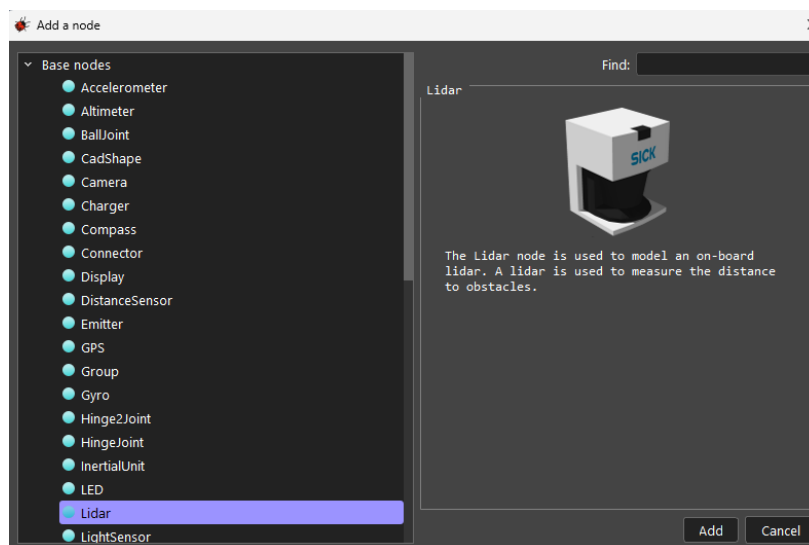 Add a node
Base nodes
Accelerometer
Altimeter
BallJoint
CadShape
Camera
Charger
Compass
Connector
Display
DistanceSensor
Emitter
GPS
Group
Gyro
Hinge2Joint
HingeJoint
InertialUnit
LED
Lidar
LightSensor
Find:
Lidar
SICK
The Lidar node is used to model an on-board
lidar. A lidar is used to measure the distance
to obstacles.
Add
Cancel